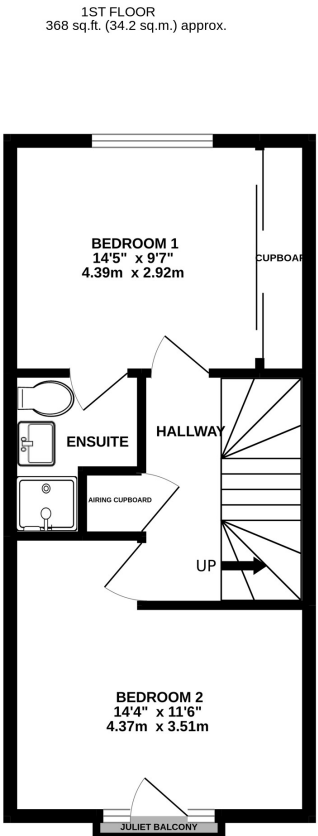 1ST FLOOR
368 sq.ft. (34.2 sq.m.) approx.
BEDROOM 1
14'5" x 9'7"
4.39m x 2.92m
CUPBOAR
ENSUITE
HALLWAY
AIRING CUPBOARD
UP
BEDROOM 2
14'4" x 11'6"
4.37m x 3.51m
JULIET BALCONY